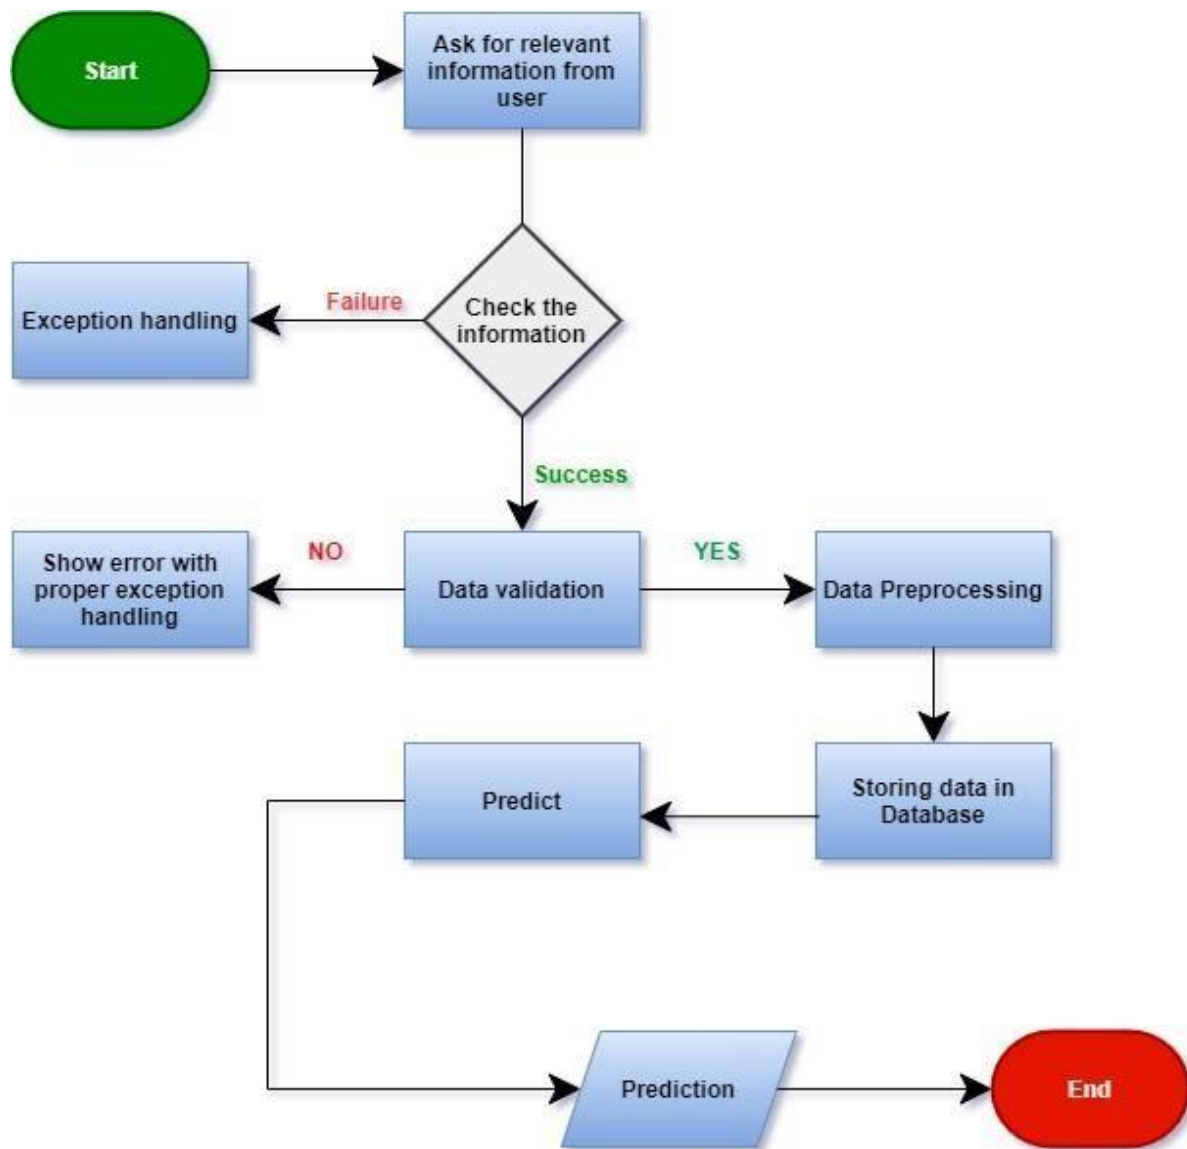 Start
Ask for relevant
information from
user
Failure
Exception handling
Check the
information
Success
NO
YES
Show error with
proper exception
handling
Data validation
Data Preprocessing
Predict
Storing data in
Database
Prediction
End